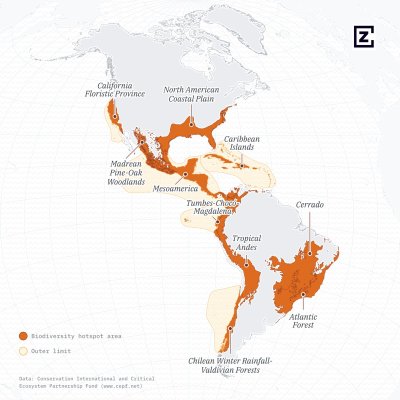 Z
California
Floristic Province
North American
Coastal Plain
Caribbean
Islands
Madrean
Pine-Oak
Woodlands
Mesoamerica
Tumbes-Chocó-
Magdalena
Cerrado
Tropical
Andes
Atlantic
Forest
Chilean Winter Rainfall-
Valdivian Forests
Biodiversity hotspot area
Outer limit
Data: Conservation International and Critical
Ecosystem Partnership Fund (www.cepf.net)